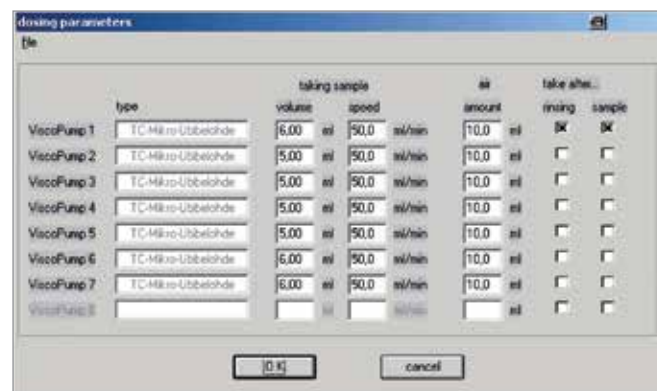 dosing parameters
file
taking sample air take after...
type volume speed amount rinsing sample
ViscoPump 1 TC-Mikro-Ubbelohde 6,00 ml 50,0 ml/min 10,0 ml
ViscoPump 2 TC-Mikro-Ubbelohde 5,00 ml 50,0 ml/min 10,0 ml
ViscoPump 3 TC-Mikro-Ubbelohde 5,00 ml 50,0 ml/min 10,0 ml
ViscoPump 4 TC-Mikro-Ubbelohde 5,00 ml 50,0 ml/min 10,0 ml
ViscoPump 5 TC-Mikro-Ubbelohde 5,00 ml 50,0 ml/min 10,0 ml
ViscoPump 6 TC-Mikro-Ubbelohde 6,00 ml 50,0 ml/min 10,0 ml
ViscoPump 7 TC-Mikro-Ubbelohde 6,00 ml 50,0 ml/min 10,0 ml
ViscoPump 8 ml ml/min ml
OK cancel